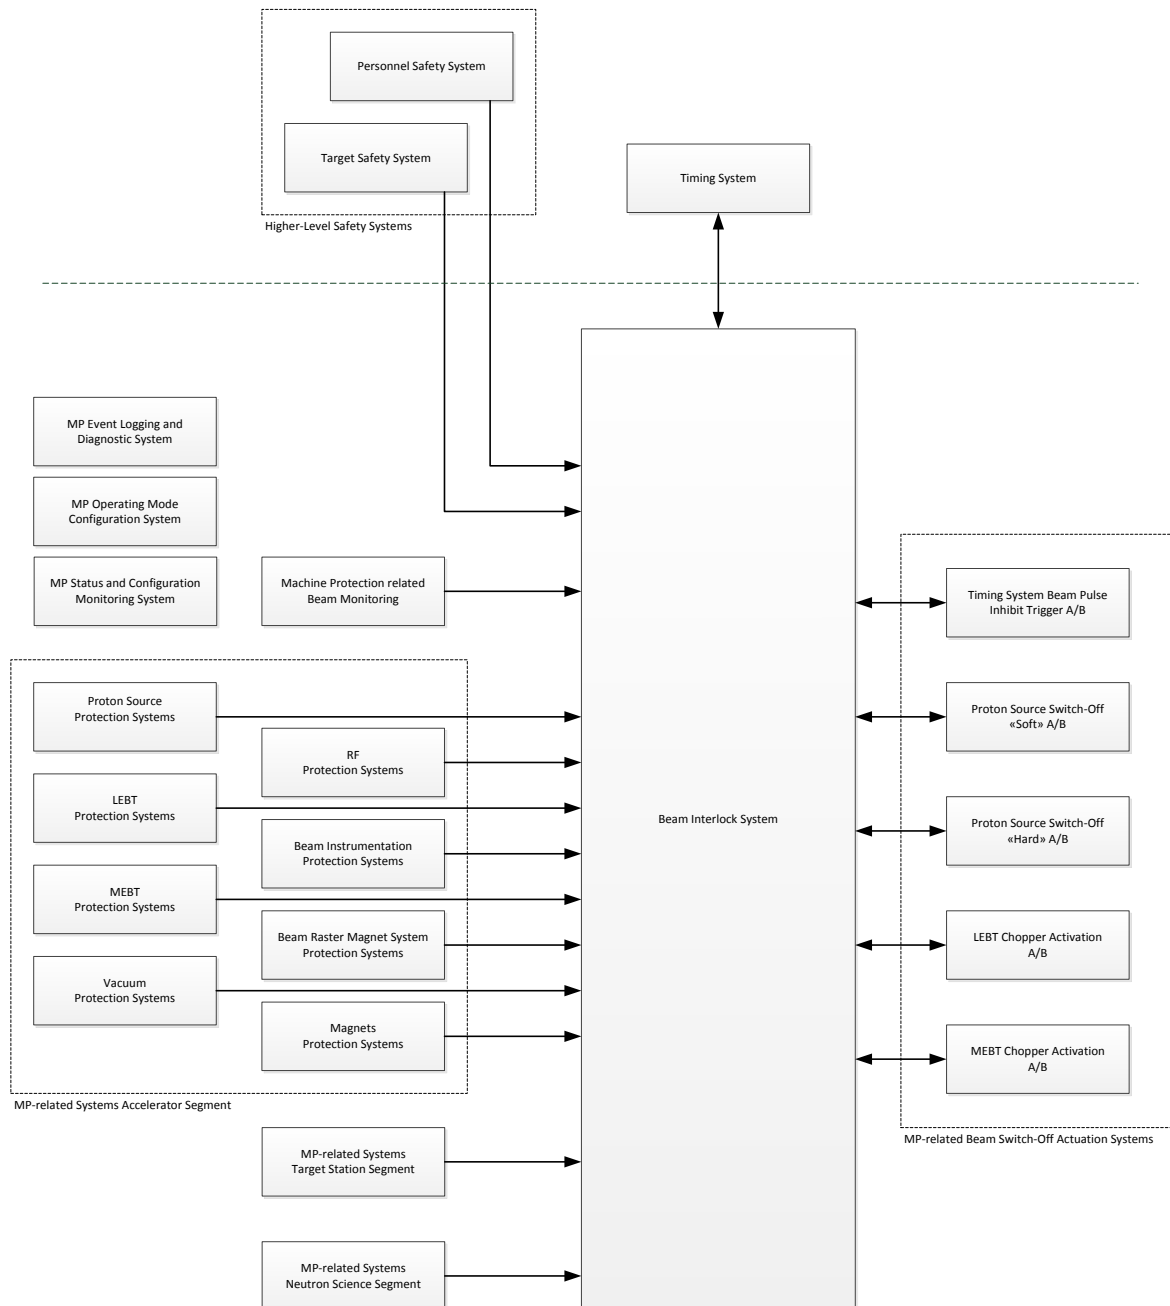 Personnel Safety System
Target Safety System
Higher-Level Safety Systems
Timing System
MP Event Logging and
Diagnostic System
MP Operating Mode
Configuration System
MP Status and Configuration
Monitoring System
Machine Protection related
Beam Monitoring
Proton Source
Protection Systems
RF
Protection Systems
LEBT
Protection Systems
Beam Instrumentation
Protection Systems
MEBT
Protection Systems
Beam Raster Magnet System
Protection Systems
Vacuum
Protection Systems
Magnets
Protection Systems
MP-related Systems Accelerator Segment
MP-related Systems
Target Station Segment
MP-related Systems
Neutron Science Segment
Beam Interlock System
Timing System Beam Pulse
Inhibit Trigger A/B
Proton Source Switch-Off
«Soft» A/B
Proton Source Switch-Off
«Hard» A/B
LEBT Chopper Activation
A/B
MEBT Chopper Activation
A/B
MP-related Beam Switch-Off Actuation Systems